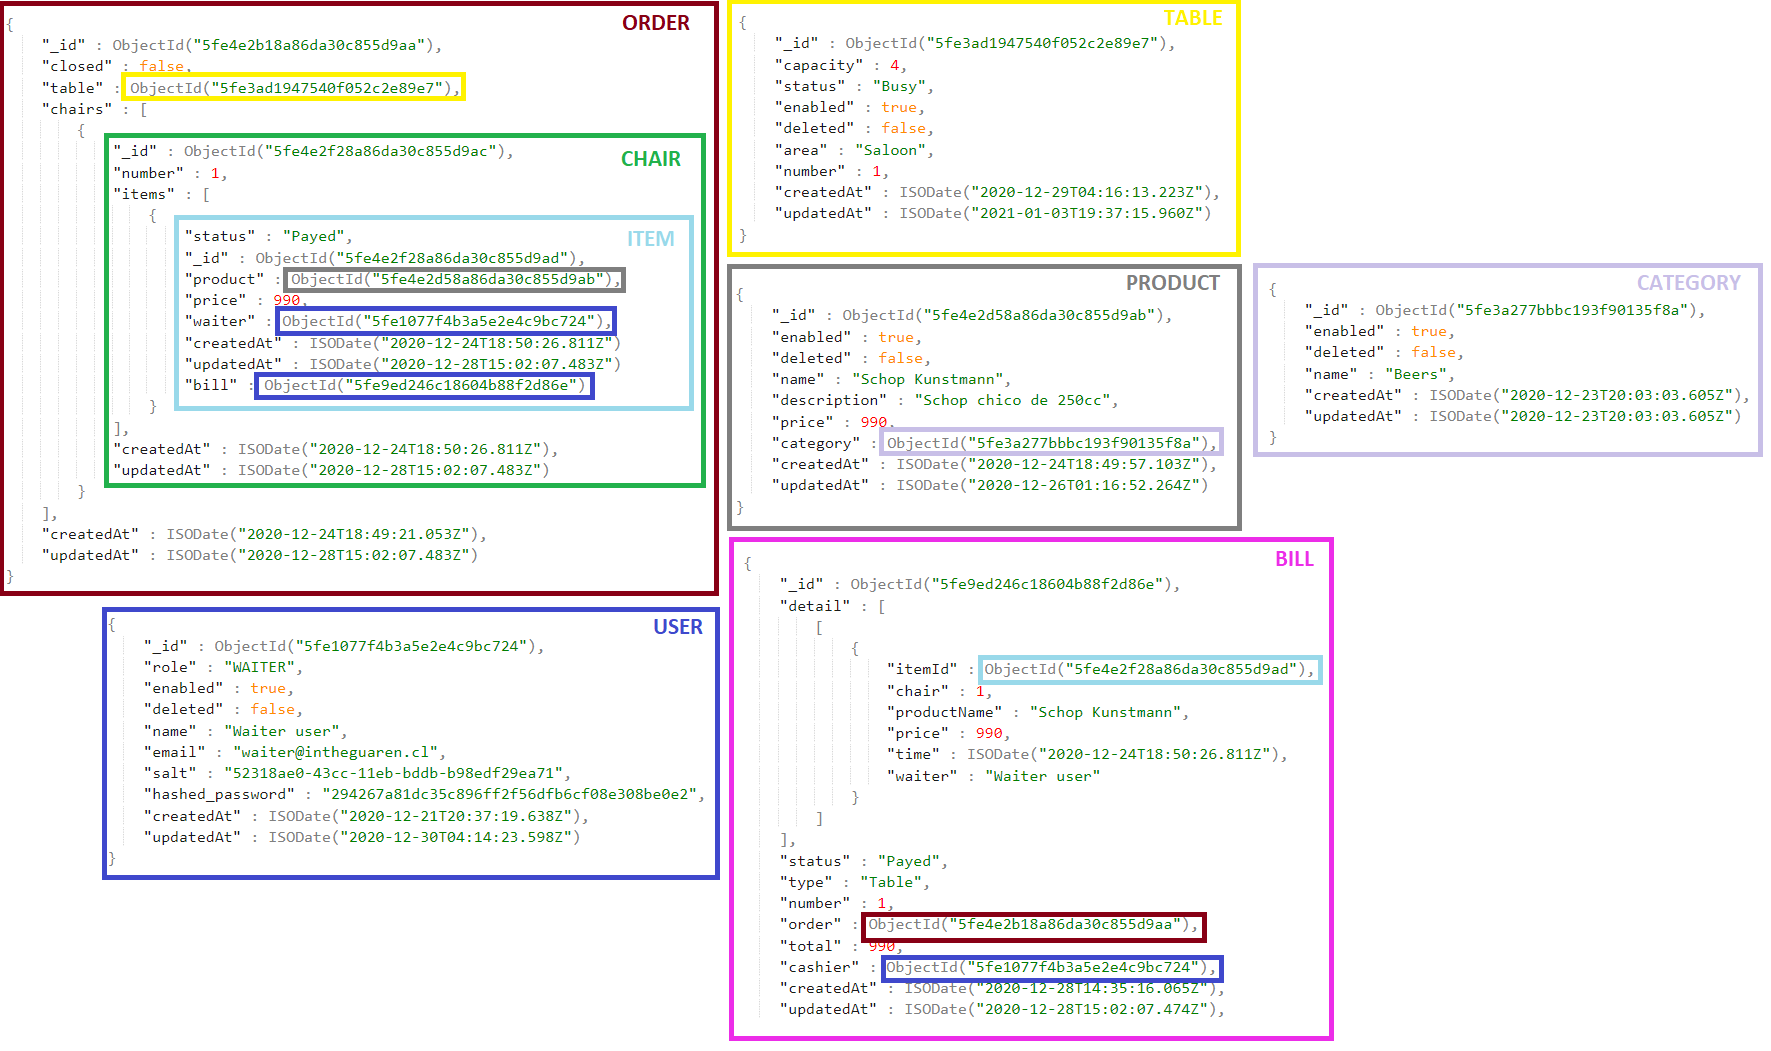 ORDER
{
"_id" : ObjectId("5fe4e2b18a86da30c855d9aa"),
"closed" : false,
"table" : ObjectId("5fe3ad1947540f052c2e89e7"),
"chairs" : [
{
CHAIR
"_id" : ObjectId("5fe4e2f28a86da30c855d9ac"),
"number" : 1,
"items" : [
{
ITEM
"status" : "Payed",
"_id" : ObjectId("5fe4e2f28a86da30c855d9ad"),
"product" : ObjectId("5fe4e2d58a86da30c855d9ab"),
"price" : 990,
"waiter" : ObjectId("5fe1077f4b3a5e2e4c9bc724"),
"createdAt" : ISODate("2020-12-24T18:50:26.811Z")
"updatedAt" : ISODate("2020-12-28T15:02:07.483Z")
"bill" : ObjectId("5fe9ed246c18604b88f2d86e")
}
],
"createdAt" : ISODate("2020-12-24T18:50:26.811Z"),
"updatedAt" : ISODate("2020-12-28T15:02:07.483Z")
}
],
"createdAt" : ISODate("2020-12-24T18:49:21.053Z"),
"updatedAt" : ISODate("2020-12-28T15:02:07.483Z")
}
TABLE
{
"_id" : ObjectId("5fe3ad1947540f052c2e89e7"),
"capacity" : 4,
"status" : "Busy",
"enabled" : true,
"deleted" : false,
"area" : "Saloon",
"number" : 1,
"createdAt" : ISODate("2020-12-29T04:16:13.223Z"),
"updatedAt" : ISODate("2021-01-03T19:37:15.960Z")
}
PRODUCT
{
"_id" : ObjectId("5fe4e2d58a86da30c855d9ab"),
"enabled" : true,
"deleted" : false,
"name" : "Schop Kunstmann",
"description" : "Schop chico de 250cc",
"price" : 990,
"category" : ObjectId("5fe3a277bbbc193f90135f8a"),
"createdAt" : ISODate("2020-12-24T18:49:57.103Z"),
"updatedAt" : ISODate("2020-12-26T01:16:52.264Z")
}
CATEGORY
{
"_id" : ObjectId("5fe3a277bbbc193f90135f8a"),
"enabled" : true,
"deleted" : false,
"name" : "Beers",
"createdAt" : ISODate("2020-12-23T20:03:03.605Z"),
"updatedAt" : ISODate("2020-12-23T20:03:03.605Z")
}
USER
{
"_id" : ObjectId("5fe1077f4b3a5e2e4c9bc724"),
"role" : "WAITER",
"enabled" : true,
"deleted" : false,
"name" : "Waiter user",
"email" : "waiter@intheguaren.cl",
"salt" : "52318ae0-43cc-11eb-bddb-b98edf29ea71",
"hashed_password" : "294267a81dc35c896ff2f56dfb6cf08e308be0e2",
"createdAt" : ISODate("2020-12-21T20:37:19.638Z"),
"updatedAt" : ISODate("2020-12-30T04:14:23.598Z")
}
BILL
{
"_id" : ObjectId("5fe9ed246c18604b88f2d86e"),
"detail" : [
[
{
"itemId" : ObjectId("5fe4e2f28a86da30c855d9ad"),
"chair" : 1,
"productName" : "Schop Kunstmann",
"price" : 990,
"time" : ISODate("2020-12-24T18:50:26.811Z"),
"waiter" : "Waiter user"
}
]
],
"status" : "Payed",
"type" : "Table",
"number" : 1,
"order" : ObjectId("5fe4e2b18a86da30c855d9aa"),
"total" : 990,
"cashier" : ObjectId("5fe1077f4b3a5e2e4c9bc724"),
"createdAt" : ISODate("2020-12-28T14:35:16.065Z"),
"updatedAt" : ISODate("2020-12-28T15:02:07.474Z"),